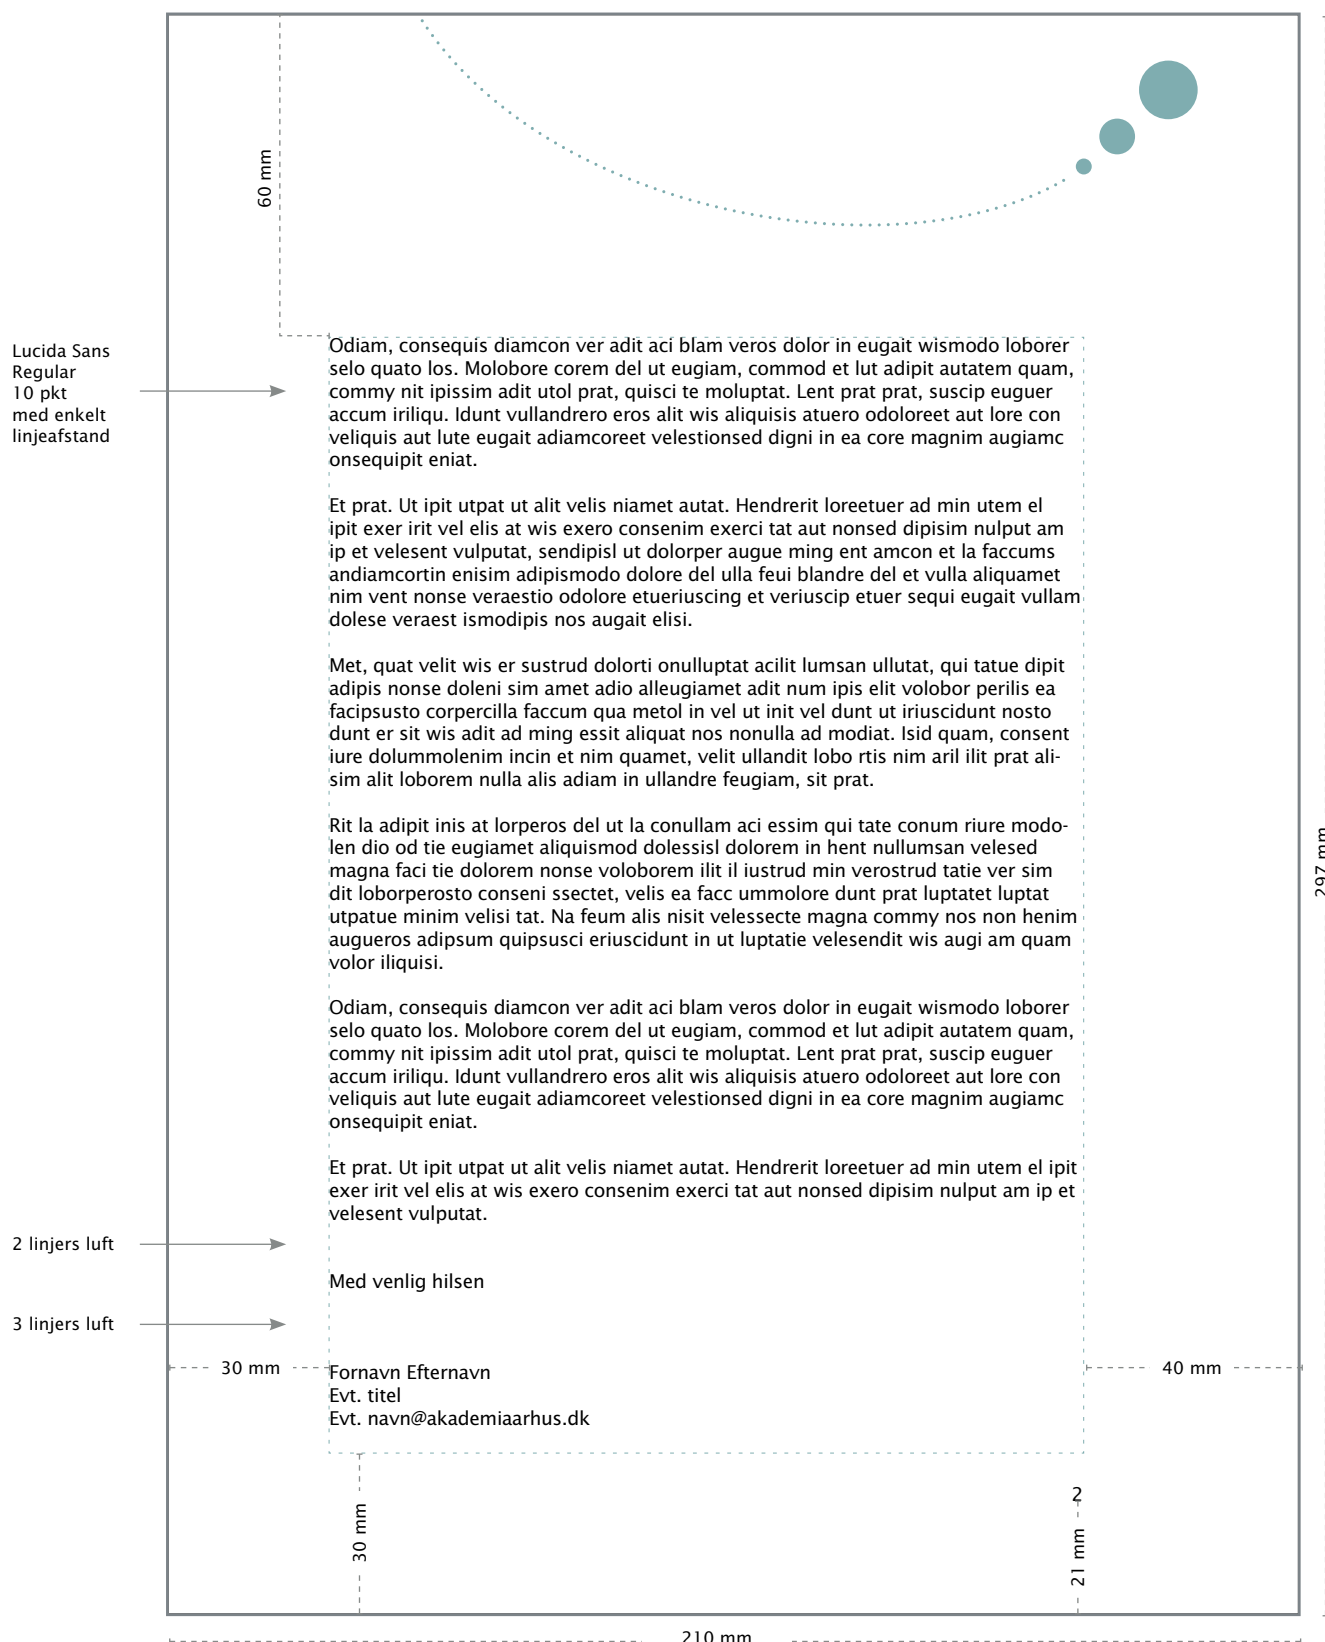 60 mm
Lucida Sans
Regular
10 pkt
med enkelt
linjeafstand
Odiam, consequis diamcon ver adit aci blam veros dolor in eugait wismodo loborer
selo quato los. Molobore corem del ut eugiam, commod et lut adipit autatem quam,
commy nit ipissim adit utol prat, quisci te moluptat. Lent prat prat, suscip euguer
accum iriliqu. Idunt vullandrero eros alit wis aliquisis atuero odoloreet aut lore con
veliquis aut lute eugait adiamcoreet velestionsed digni in ea core magnim augiamc
onsequipit eniat.
Et prat. Ut ipit utpat ut alit velis niamet autat. Hendrerit loreetuer ad min utem el
ipit exer irit vel elis at wis exero consenim exerci tat aut nonsed dipisim nulput am
ip et velesent vulputat, sendipisl ut dolorper augue ming ent amcon et la faccums
andiamcortin enisim adipismodo dolore del ulla feui blandre del et vulla aliquamet
nim vent nonse veraestio odolore etueriuscing et veriuscip etuer sequi eugait vullam
dolese veraest ismodipis nos augait elisi.
Met, quat velit wis er sustrud dolorti onulluptat acilit lumsan ullutat, qui tatue dipit
adipis nonse doleni sim amet adio alleugiamet adit num ipis elit volobor perilis ea
facipsusto corpercilla faccum qua metol in vel ut init vel dunt ut iriuscidunt nosto
dunt er sit wis adit ad ming essit aliquat nos nonulla ad modiat. Isid quam, consent
iure dolummolenim incin et nim quamet, velit ullandit lobo rtis nim aril ilit prat ali-
sim alit loborem nulla alis adiam in ullandre feugiam, sit prat.
Rit la adipit inis at lorperos del ut la conullam aci essim qui tate conum riure modo-
len dio od tie eugiamet aliquismod dolessisl dolorem in hent nullumsan velesed
magna faci tie dolorem nonse voloborem ilit il iustrud min verostrud tatie ver sim
dit loborperosto conseni ssectet, velis ea facc ummolore dunt prat luptatet luptat
utpatue minim velisi tat. Na feum alis nisit velessecte magna commy nos non henim
augueros adipsum quipsusci eriuscidunt in ut luptatie velesendit wis augi am quam
volor iliquisi.
297 mm
Odiam, consequis diamcon ver adit aci blam veros dolor in eugait wismodo loborer
selo quato los. Molobore corem del ut eugiam, commod et lut adipit autatem quam,
commy nit ipissim adit utol prat, quisci te moluptat. Lent prat prat, suscip euguer
accum iriliqu. Idunt vullandrero eros alit wis aliquisis atuero odoloreet aut lore con
veliquis aut lute eugait adiamcoreet velestionsed digni in ea core magnim augiamc
onsequipit eniat.
Et prat. Ut ipit utpat ut alit velis niamet autat. Hendrerit loreetuer ad min utem el ipit
exer irit vel elis at wis exero consenim exerci tat aut nonsed dipisim nulput am ip et
velesent vulputat.
2 linjers luft
Med venlig hilsen
3 linjers luft
30 mm
40 mm
Fornavn Efternavn
Evt. titel
Evt. navn@akademiaarhus.dk
2
30 mm
21 mm
210 mm